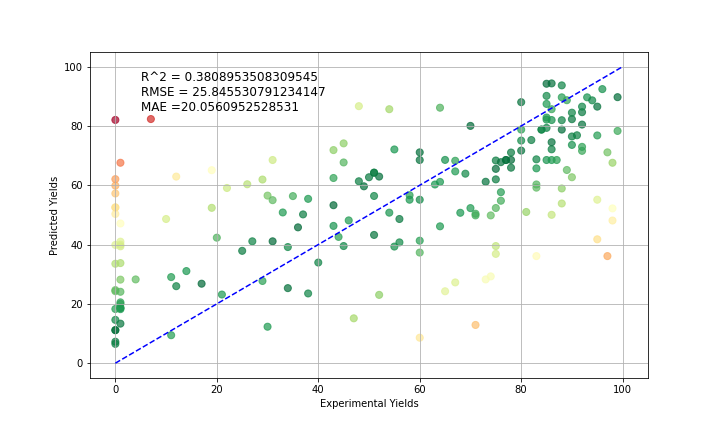 R^2 = 0.3808953508309545
RMSE = 25.845530791234147
MAE =20.0560952528531
100
80
60
40
20
0
Predicted Yields
0 20 40 60 80 100
Experimental Yields